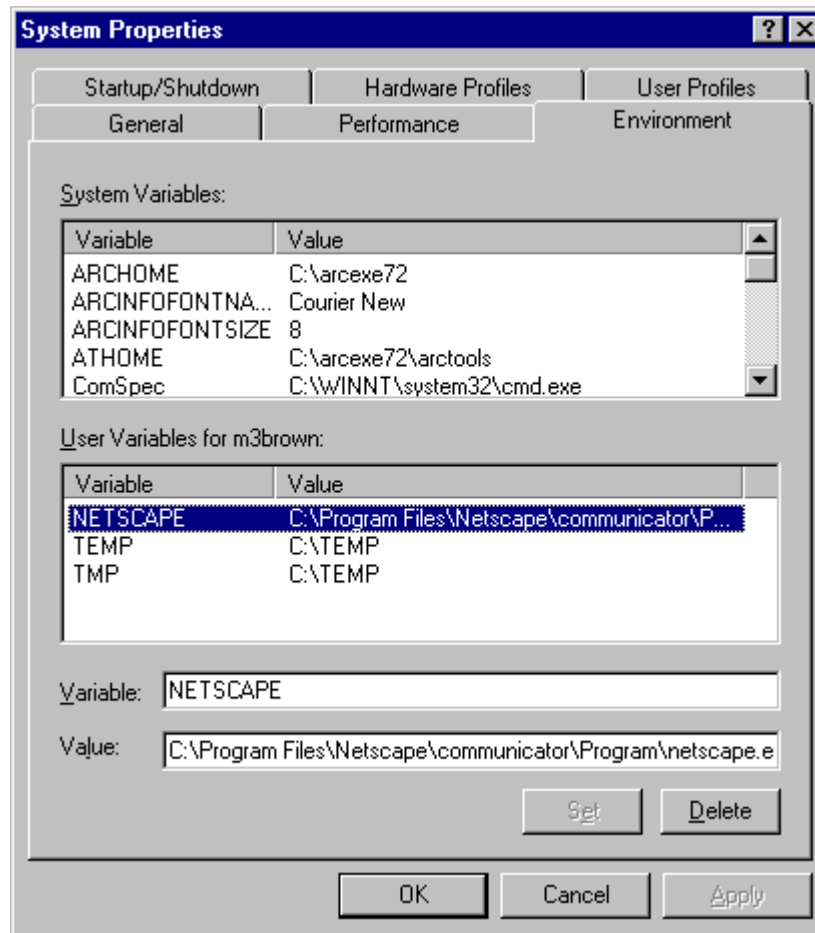 System Properties
Startup/Shutdown Hardware Profiles User Profiles
General Performance Environment
System Variables:
Variable Value
ARCHOME C:\arcexe72
ARCINFOFONTNA... Courier New
ARCINFOFONTSIZE 8
ATHOME C:\arcexe72\arctools
ComSpec C:\WINNT\system32\cmd.exe
User Variables for m3brown:
Variable Value
NETSCAPE C:\Program Files\Netscape\communicator\P...
TEMP C:\TEMP
TMP C:\TEMP
Variable: NETSCAPE
Value: C:\Program Files\Netscape\communicator\Program\netscape.e
Set Delete
OK Cancel Apply